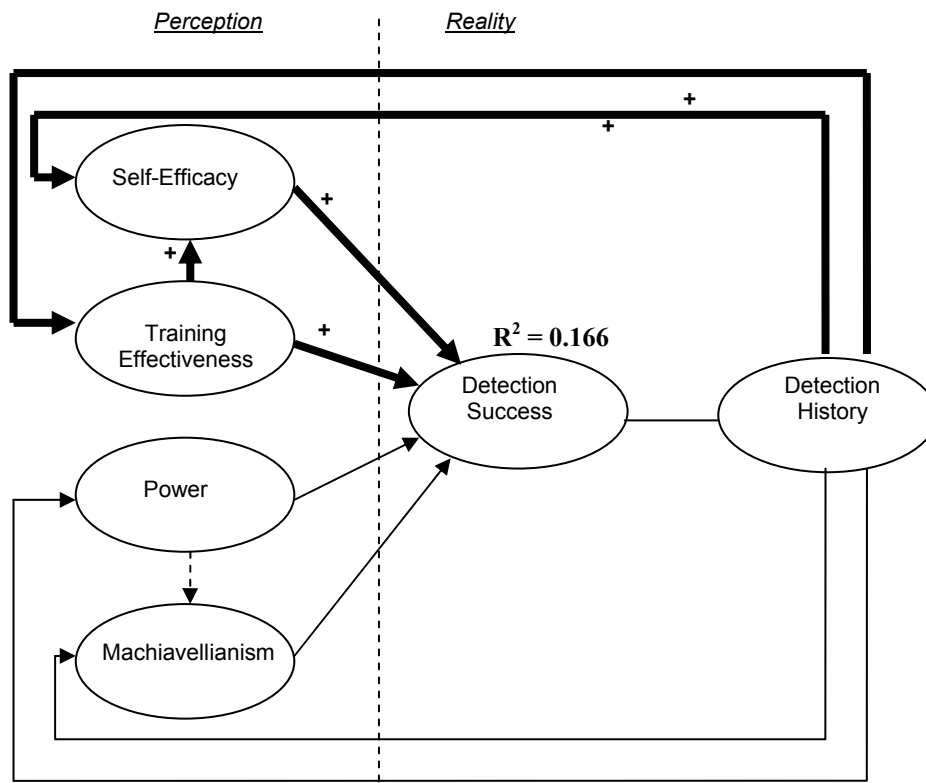 Perception
Reality
+
+
Self-Efficacy
+
+
Training
Effectiveness
+
R² = 0.166
Detection
Success
Detection
History
Power
Machiavellianism